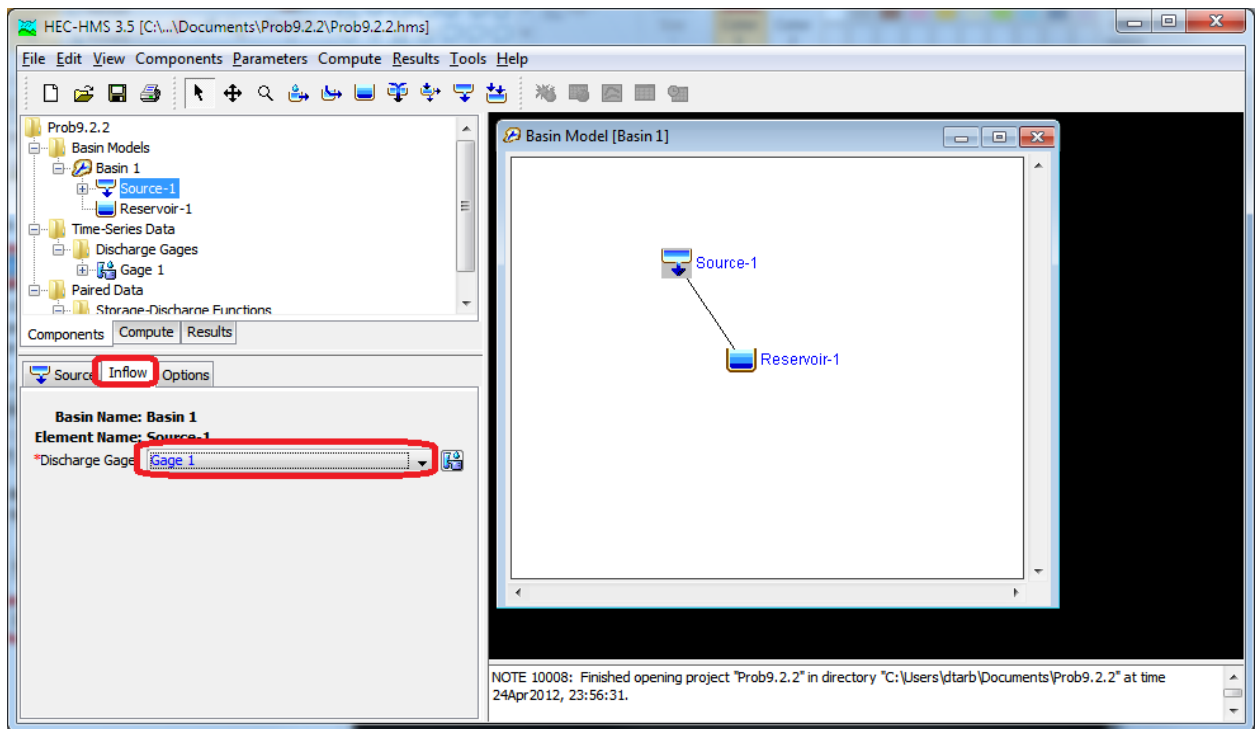 HEC-HMS 3.5 [C:\...\Documents\Prob9.2.2\Prob9.2.2.hms]
File Edit View Components Parameters Compute Results Tools Help
Prob9.2.2
Basin Models
Basin 1
Source-1
Reservoir-1
Time-Series Data
Discharge Gages
Gage 1
Paired Data
Storage-Discharge Functions
Components Compute Results
Source Inflow Options
Basin Name: Basin 1
Element Name: Source-1
*Discharge Gage Gage 1
Basin Model [Basin 1]
Source-1
Reservoir-1
NOTE 10008: Finished opening project "Prob9.2.2" in directory "C:\Users\dtarb\Documents\Prob9.2.2" at time
24Apr2012, 23:56:31.